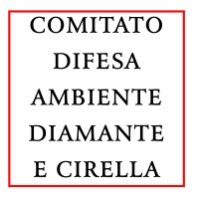 COMITATO
DIFESA
AMBIENTE
DIAMANTE
E CIRELLA